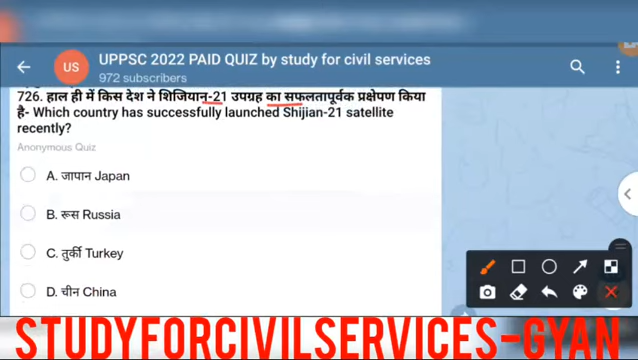 UPPSC 2022 PAID QUIZ by study for civil services
US
972 subscribers
726. हाल ही में किस देश ने शिजियान-21 उपग्रह का सफलतापूर्वक प्रक्षेपण किया
है- Which country has successfully launched Shijian-21 satellite
recently?
Anonymous Quiz
A. जापान Japan
B. रूस Russia
C. तुर्की Turkey
D. चीन China
STUDYFORCIVILSERVICES-GYAN